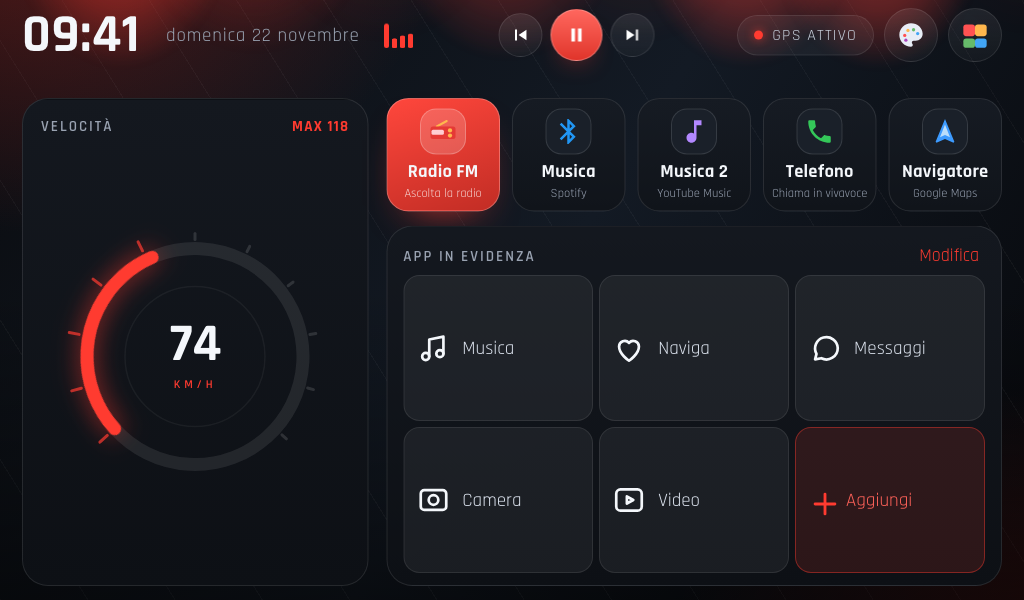 09:41
domenica 22 novembre
GPS ATTIVO
VELOCITÀ
MAX 118
74
KM/H
Radio FM
Ascolta la radio
Musica
Spotify
Musica 2
YouTube Music
Telefono
Chiama in vivavoce
Navigatore
Google Maps
APP IN EVIDENZA
Modifica
Musica
Naviga
Messaggi
Camera
Video
Aggiungi